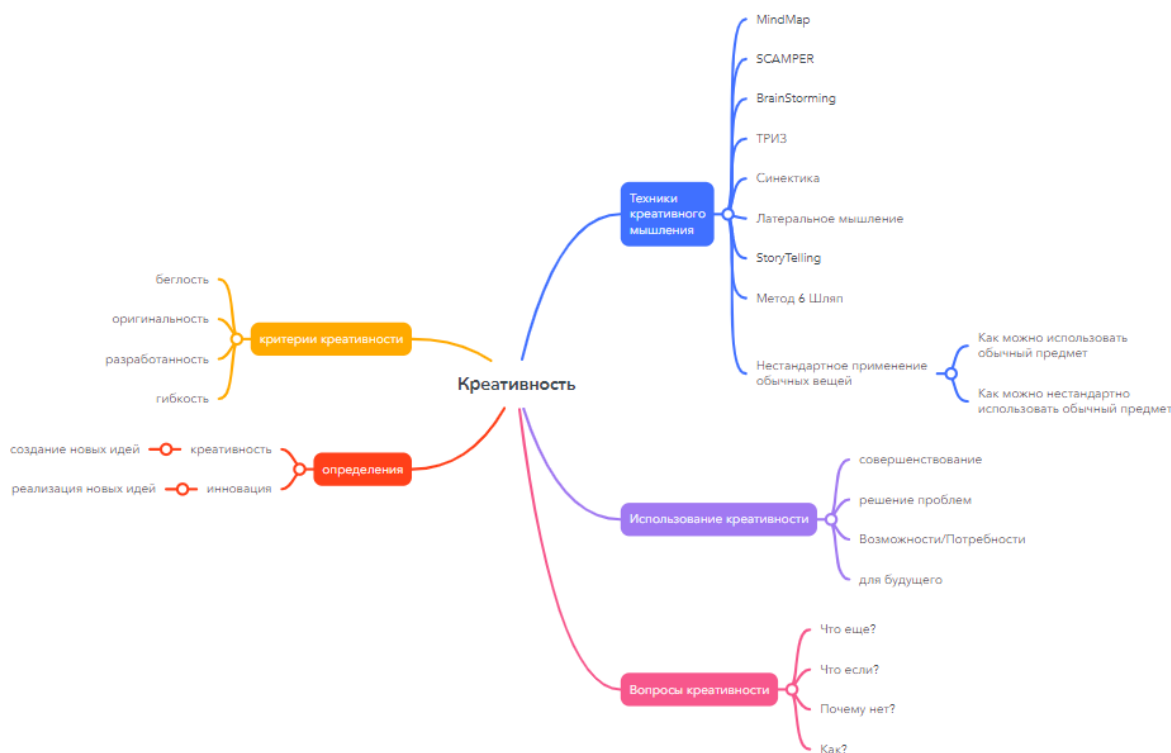 MindMap
SCAMPER
BrainStorming
ТРИЗ
Синектика
Техники
креативного
мышления
Латеральное мышление
StoryTelling
Метод 6 Шляп
Нестандартное применение
обычных вещей
Как можно использовать
обычный предмет
Как можно нестандартно
использовать обычный предмет
беглость
оригинальность
критерии креативности
разработанность
гибкость
Креативность
создание новых идей
креативность
определения
реализация новых идей
инновация
совершенствование
решение проблем
Использование креативности
Возможности/Потребности
для будущего
Что еще?
Что если?
Вопросы креативности
Почему нет?
Как?